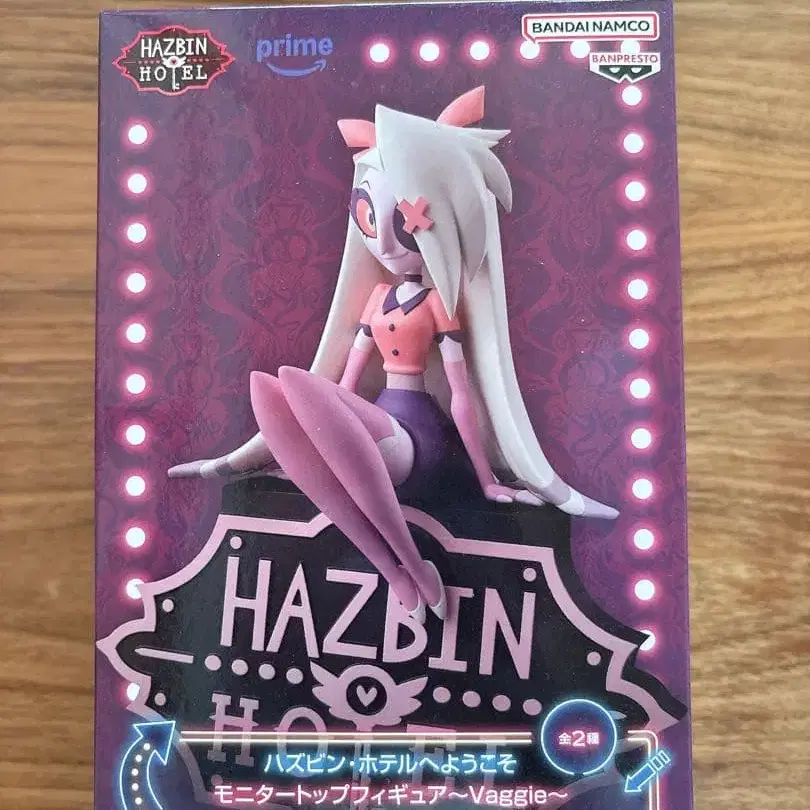 HAZBIN
HOTEL
prime
BANDAI NAMCO
BANPRESTO
HAZBIN
HOTEL
全2種
ハズビン・ホテルへようこそ
モニタートップフィギュア～Vaggie～